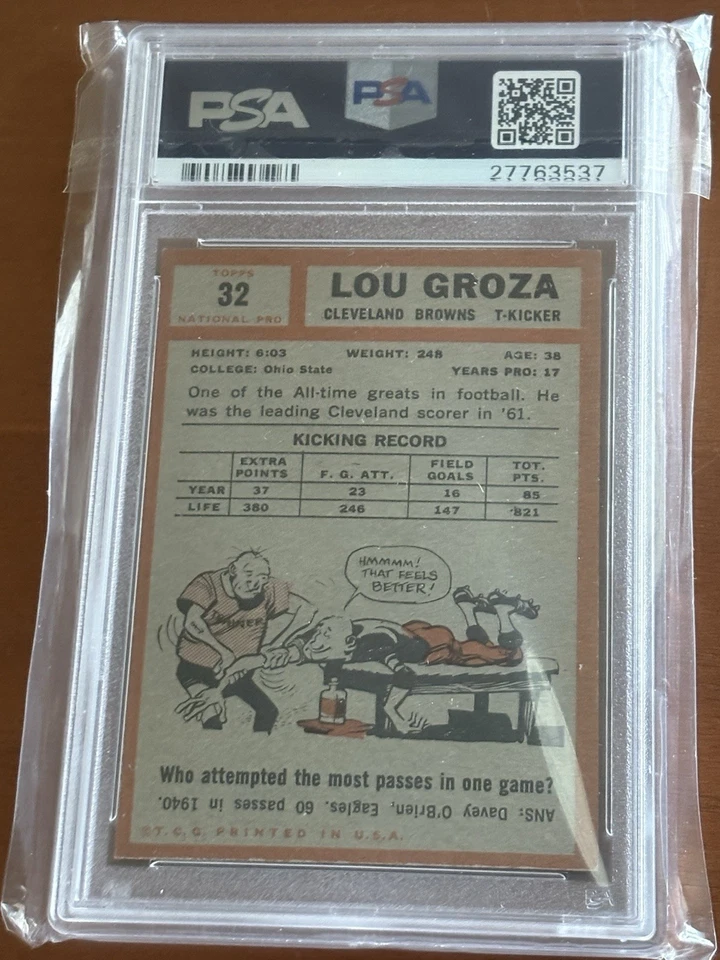 PSA
PSA
27763537
TOPPS
32
NATIONAL PRO
LOU GROZA
CLEVELAND BROWNS T-KICKER
HEIGHT: 6:03 WEIGHT: 248 AGE: 38
COLLEGE: Ohio State YEARS PRO: 17
One of the All-time greats in football. He
was the leading Cleveland scorer in '61.
KICKING RECORD
EXTRA POINTS F. G. ATT. FIELD GOALS TOT. PTS.
YEAR 37 23 16 85
LIFE 380 246 147 821
HMMMMM!
THAT FEELS
BETTER!
Who attempted the most passes in one game?
ANS: Davey O'Brien, Eagles. 60 passes in 1940.
©T.C.G. PRINTED IN U.S.A.
PSA